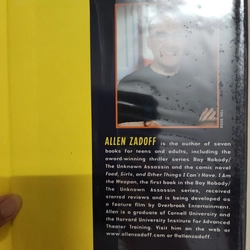 ALLEN ZADOFF is the author of seven
books for teens and adults, including the
award-winning thriller series Boy Nobody/
The Unknown Assassin and the comic novel
Food, Girls, and Other Things I Can't Have. I Am
the Weapon, the first book in the Boy Nobody/
The Unknown Assassin series, received
starred reviews and is being developed as
a feature film by Overbrook Entertainment.
Allen is a graduate of Cornell University and
the Harvard University Institute for Advanced
Theater Training. Visit him on the web at
www.allenzadoff.com or @allenzadoff.